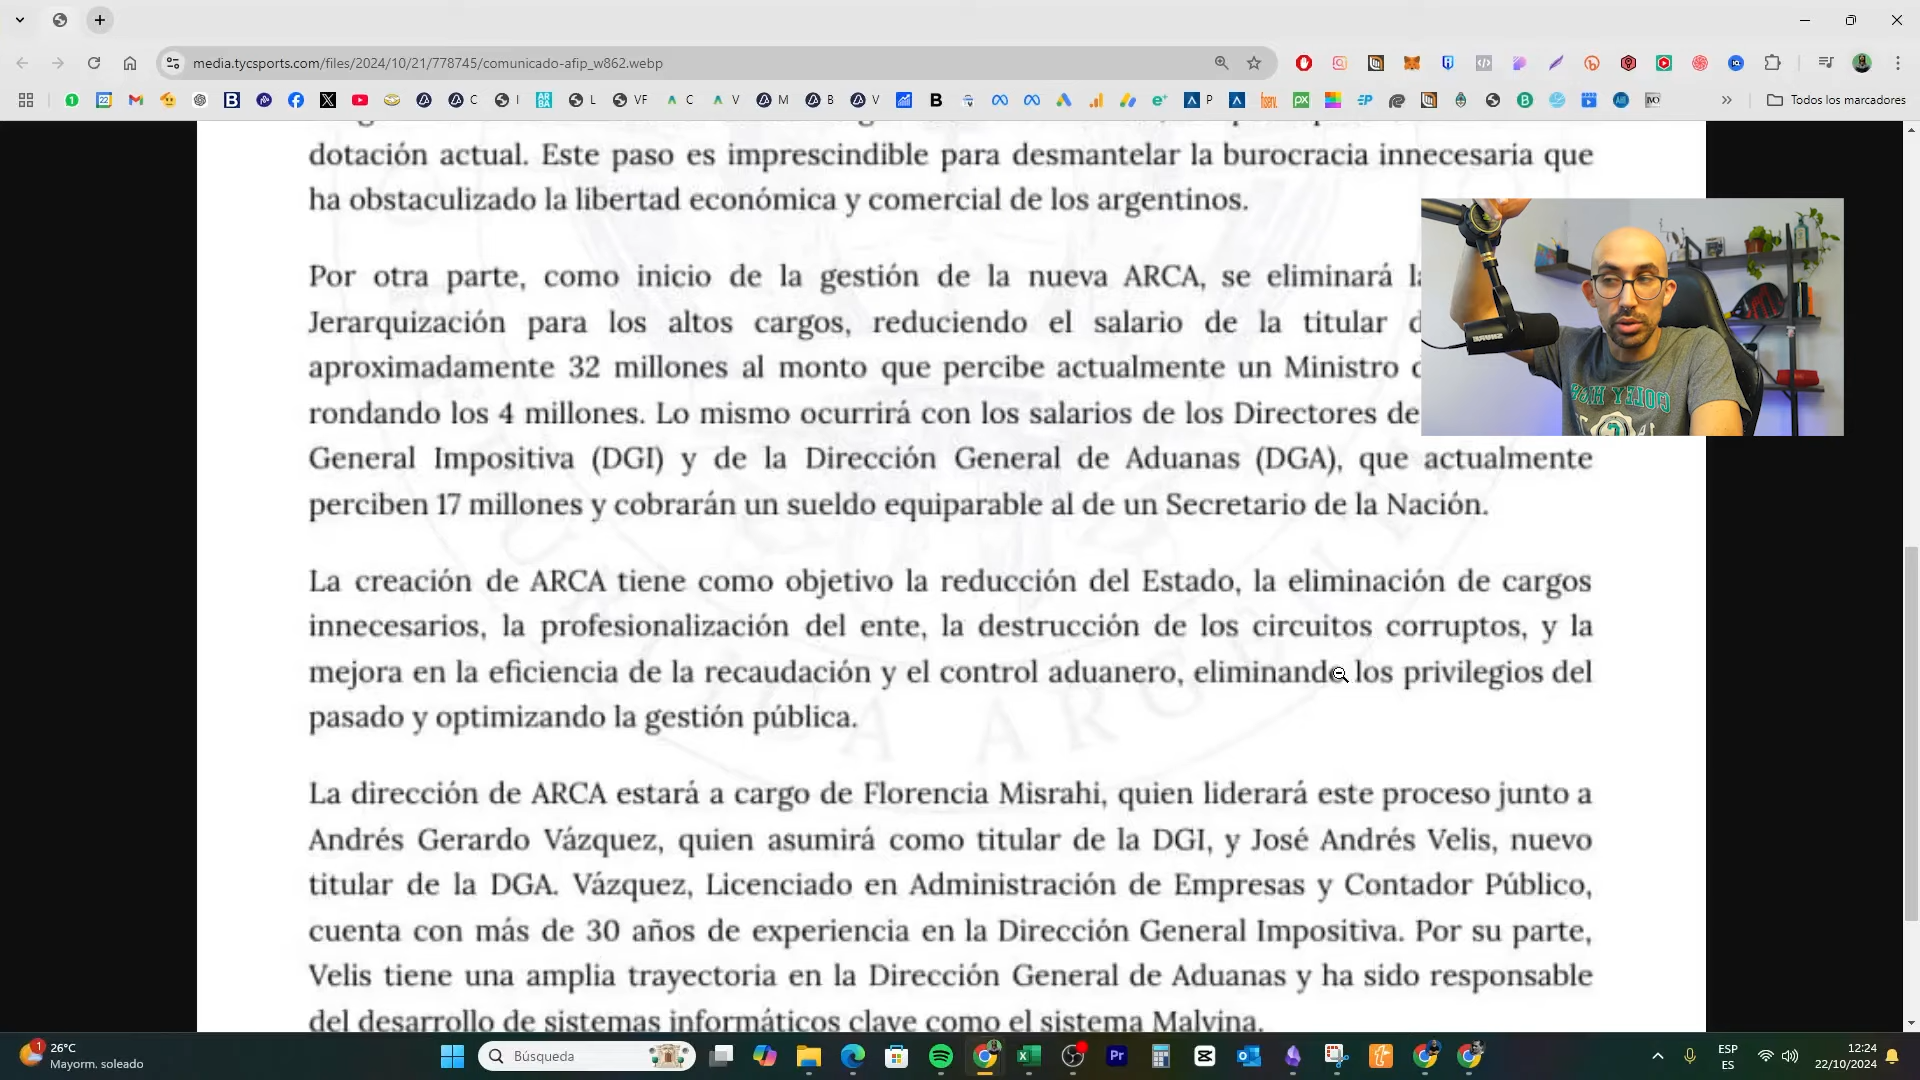 media.tycsports.com/files/2024/10/21/778745/comunicado-afip_w862.webp
22 C I L VF C V M B V P
Todos los marcadores
dotación actual. Este paso es imprescindible para desmantelar la burocracia innecesaria que
ha obstaculizado la libertad económica y comercial de los argentinos.
Por otra parte, como inicio de la gestión de la nueva ARCA, se eliminará
Jerarquización para los altos cargos, reduciendo el salario de la titular
aproximadamente 32 millones al monto que percibe actualmente un Ministro
rondando los 4 millones. Lo mismo ocurrirá con los salarios de los Directores de
General Impositiva (DGI) y de la Dirección General de Aduanas (DGA), que actualmente
perciben 17 millones y cobrarán un sueldo equiparable al de un Secretario de la Nación.
La creación de ARCA tiene como objetivo la reducción del Estado, la eliminación de cargos
innecesarios, la profesionalización del ente, la destrucción de los circuitos corruptos, y la
mejora en la eficiencia de la recaudación y el control aduanero, eliminando los privilegios del
pasado y optimizando la gestión pública.
La dirección de ARCA estará a cargo de Florencia Misrahi, quien liderará este proceso junto a
Andrés Gerardo Vázquez, quien asumirá como titular de la DGI, y José Andrés Velis, nuevo
titular de la DGA. Vázquez, Licenciado en Administración de Empresas y Contador Público,
cuenta con más de 30 años de experiencia en la Dirección General Impositiva. Por su parte,
Velis tiene una amplia trayectoria en la Dirección General de Aduanas y ha sido responsable
del desarrollo de sistemas informáticos clave como el sistema Malvina.
SHURE
1
26°C
Mayorm. soleado
Búsqueda
Pr
ESP
ES
12:24
22/10/2024